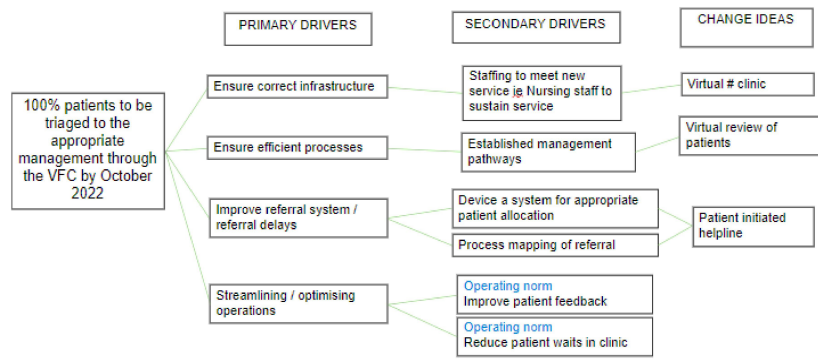 PRIMARY DRIVERS
SECONDARY DRIVERS
CHANGE IDEAS
100% patients to be
triaged to the
appropriate
management through
the VFC by October
2022
Ensure correct infrastructure
Ensure efficient processes
Improve referral system /
referral delays
Streamlining / optimising
operations
Staffing to meet new
service ie Nursing staff to
sustain service
Established management
pathways
Device a system for appropriate
patient allocation
Process mapping of referral
Operating norm
Improve patient feedback
Operating norm
Reduce patient waits in clinic
Virtual # clinic
Virtual review of
patients
Patient initiated
helpline